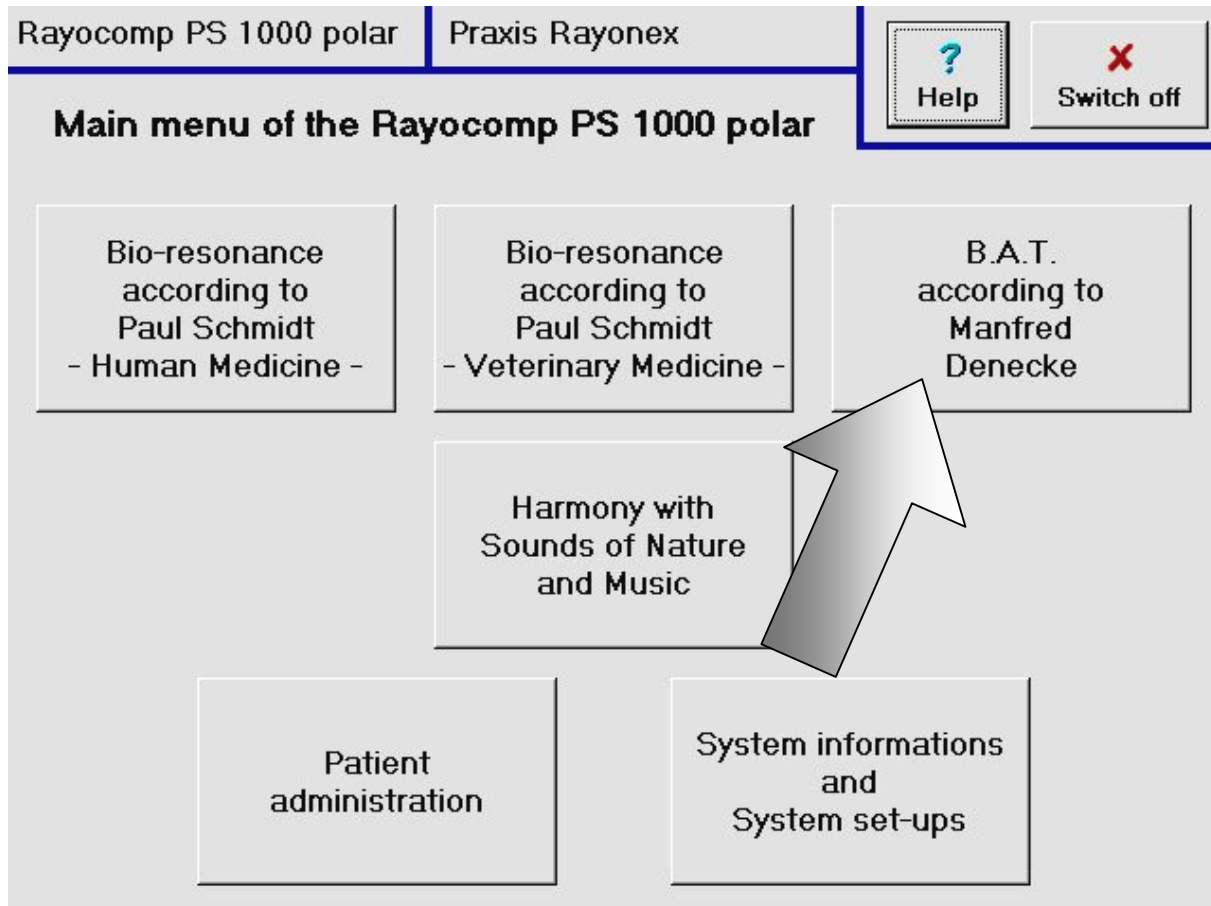 Rayocomp PS 1000 polar
Praxis Rayonex
?
Help
Switch off
Main menu of the Rayocomp PS 1000 polar
Bio-resonance
according to
Paul Schmidt
- Human Medicine -
Bio-resonance
according to
Paul Schmidt
- Veterinary Medicine -
B.A.T.
according to
Manfred
Denecke
Harmony with
Sounds of Nature
and Music
Patient
administration
System informations
and
System set-ups